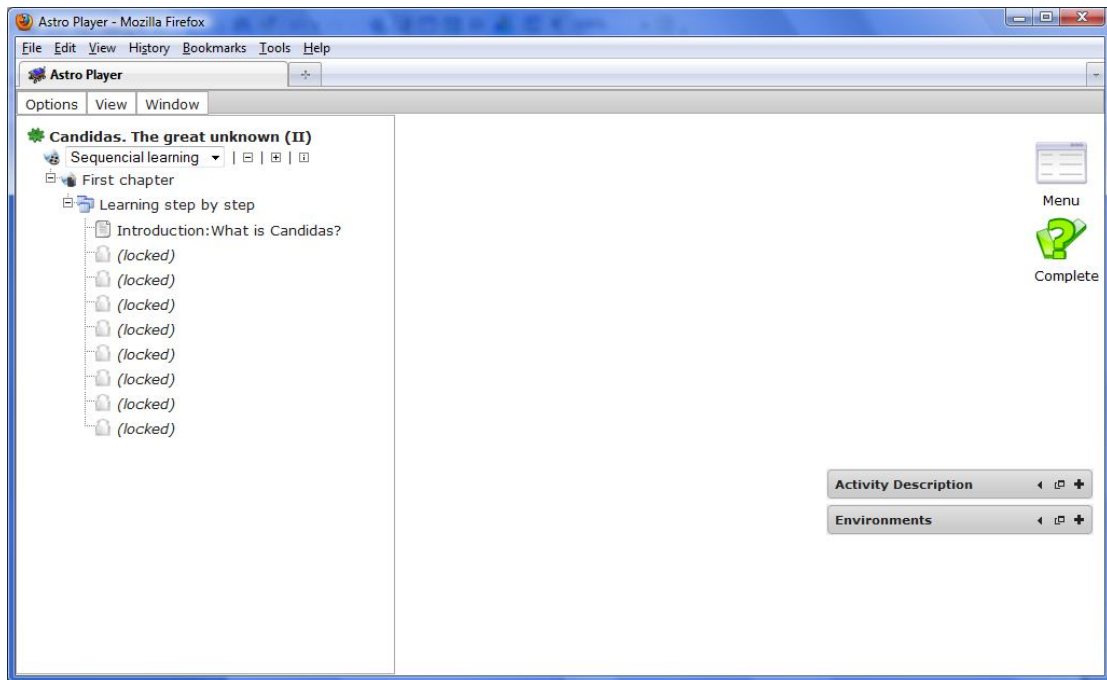 Astro Player - Mozilla Firefox
File Edit View History Bookmarks Tools Help
Astro Player
Options View Window
Candidas. The great unknown (II)
Sequencial learning
First chapter
Learning step by step
Introduction:What is Candidas?
(locked)
(locked)
(locked)
(locked)
(locked)
(locked)
(locked)
(locked)
Menu
Complete
Activity Description
Environments